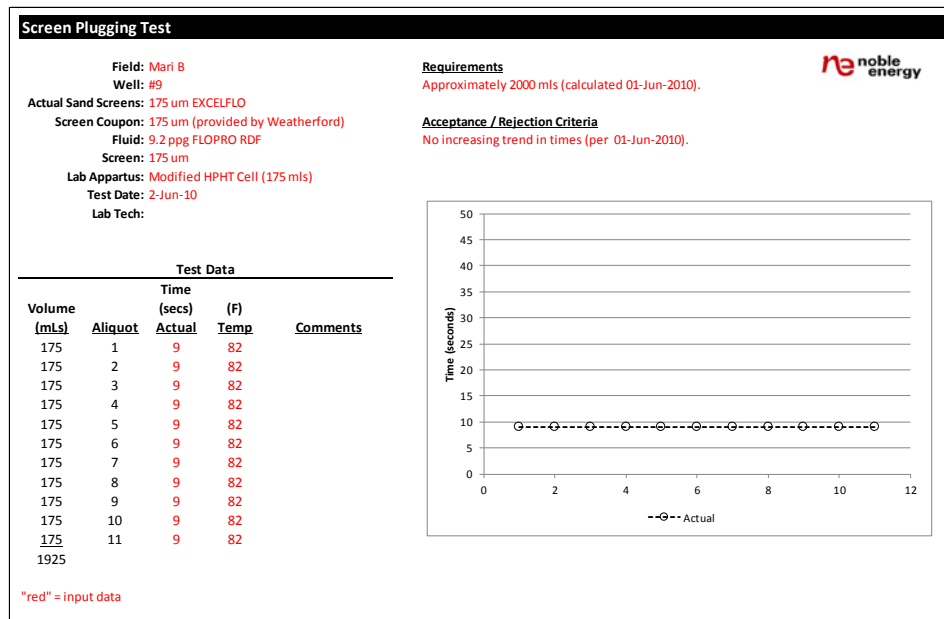 Screen Plugging Test
Field: Mari B
Well: #9
Actual Sand Screens: 175 um EXCELFLO
Screen Coupon: 175 um (provided by Weatherford)
Fluid: 9.2 ppg FLOPRO RDF
Screen: 175 um
Lab Appartus: Modified HPHT Cell (175 mls)
Test Date: 2-Jun-10
Lab Tech:
Requirements
Approximately 2000 mls (calculated 01-Jun-2010).
Acceptance / Rejection Criteria
No increasing trend in times (per 01-Jun-2010).
ne noble
energy
Test Data
Time
Volume (secs) (F)
(mLs) Aliquot Actual Temp Comments
175 1 9 82
175 2 9 82
175 3 9 82
175 4 9 82
175 5 9 82
175 6 9 82
175 7 9 82
175 8 9 82
175 9 9 82
175 10 9 82
175 11 9 82
1925
"red" = input data
50
45
40
35
30
25
20
15
10
5
0
Time (seconds)
0 2 4 6 8 10 12
Actual